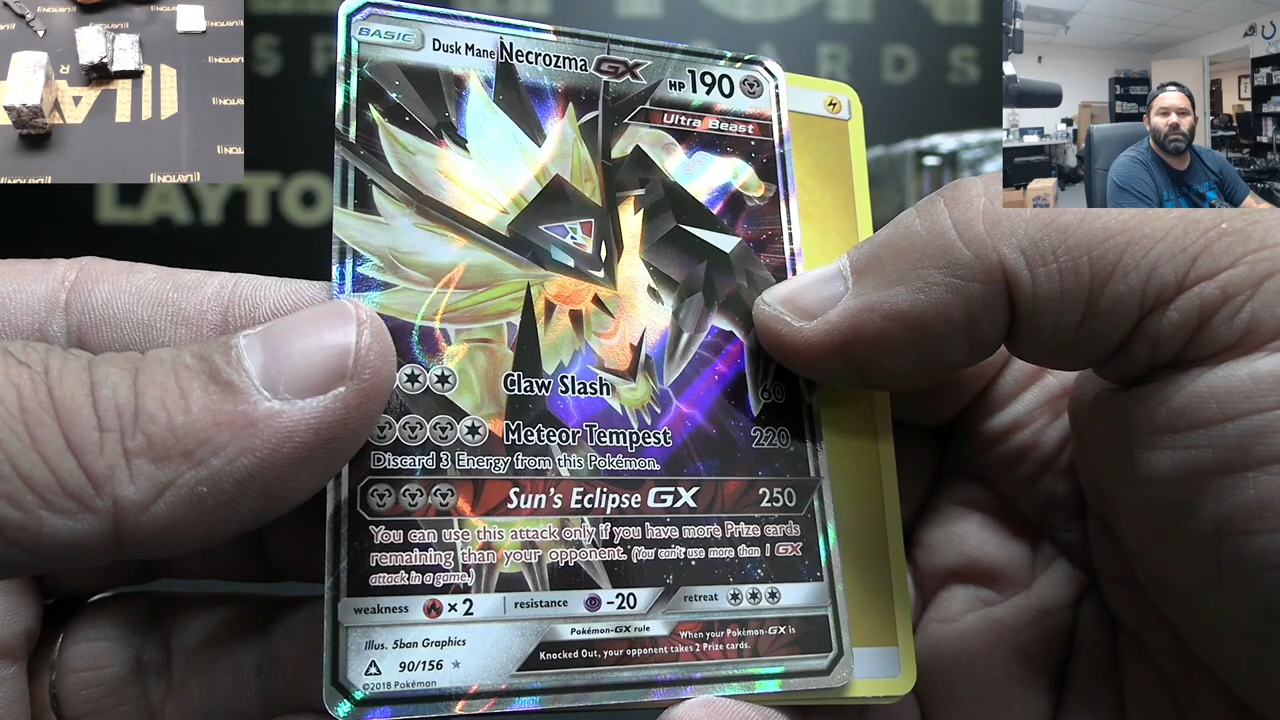 BASIC
Dusk Mane Necrozma GX
HP 190
Ultra Beast
Claw Slash 60
Meteor Tempest 220
Discard 3 Energy from this Pokémon.
Sun's Eclipse GX 250
You can use this attack only if you have more Prize cards
remaining than your opponent. (You can't use more than 1 GX
attack in a game.)
weakness ×2 resistance -20 retreat
Pokémon-GX rule
When your Pokémon-GX is
Knocked Out, your opponent takes 2 Prize cards.
Illus. 5ban Graphics
90/156
©2018 Pokémon
LAYTO
CARDS
LAYTON
LAYTON